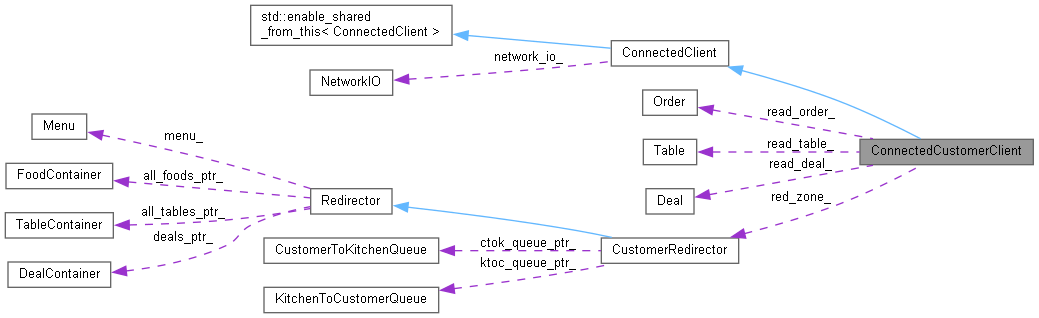 std::enable_shared
_from_this< ConnectedClient >
ConnectedClient
network_io_
NetworkIO
Order
read_order_
Menu
menu_
Table
read_table_
ConnectedCustomerClient
read_deal_
FoodContainer
all_foods_ptr_
Redirector
Deal
red_zone_
all_tables_ptr_
TableContainer
deals_ptr_
ctok_queue_ptr_
CustomerToKitchenQueue
CustomerRedirector
ktoc_queue_ptr_
DealContainer
KitchenToCustomerQueue